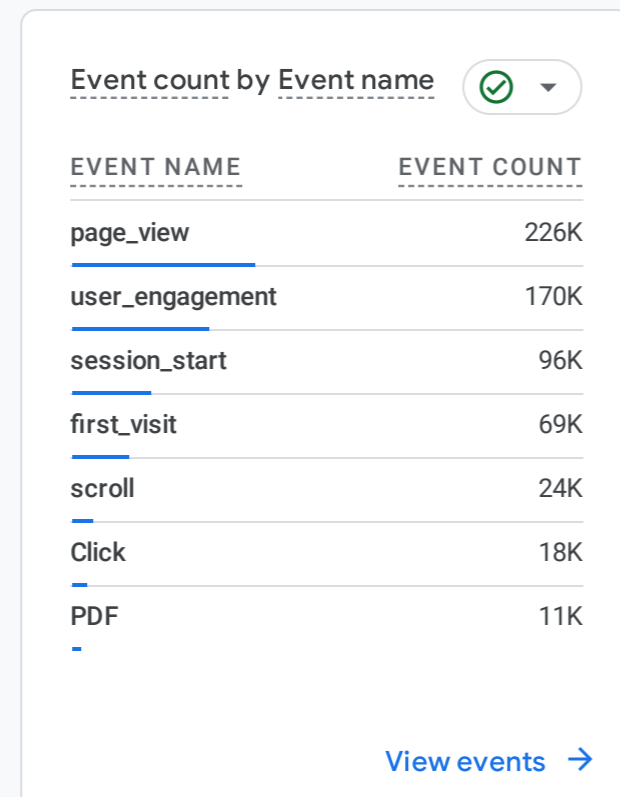 Event count by Event name
EVENT NAME EVENT COUNT
page_view 226K
user_engagement 170K
session_start 96K
first_visit 69K
scroll 24K
Click 18K
PDF 11K
View events